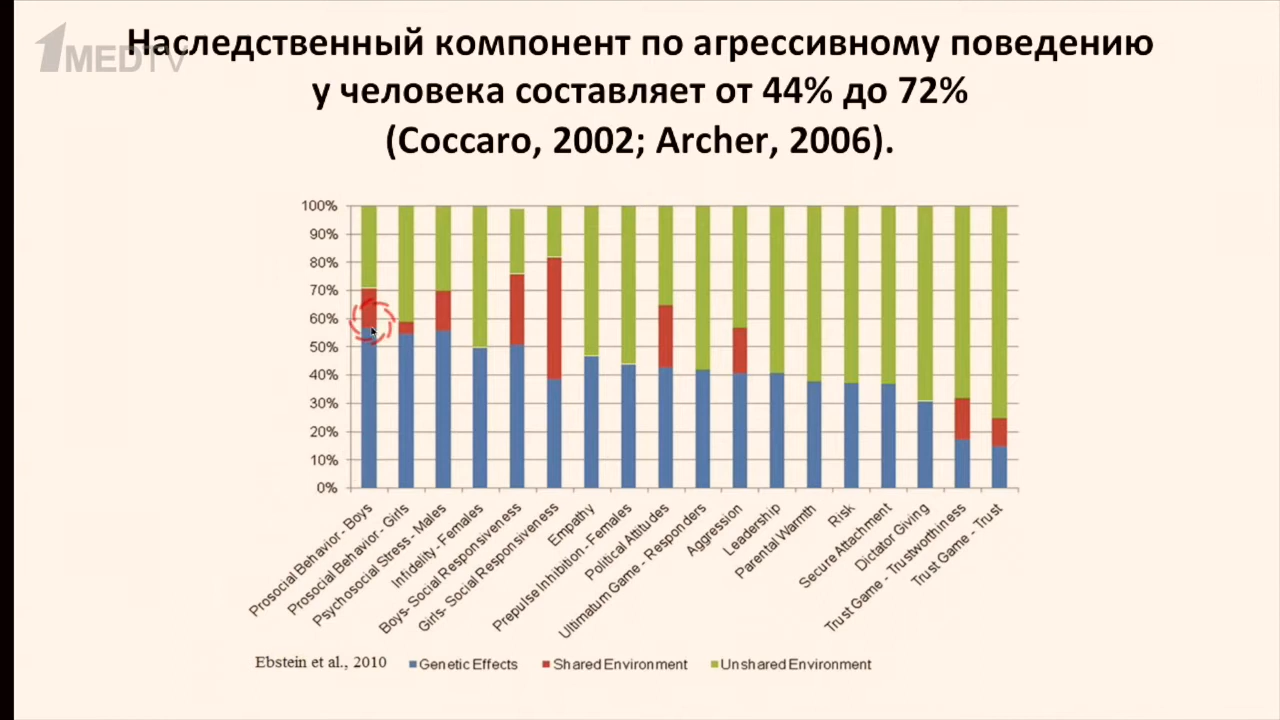 1MEDTV
Наследственный компонент по агрессивному поведению
у человека составляет от 44% до 72%
(Coccaro, 2002; Archer, 2006).
100%
90%
80%
70%
60%
50%
40%
30%
20%
10%
0%
Prosocial Behavior - Boys
Prosocial Behavior - Girls
Psychosocial Stress - Males
Infidelity - Females
Boys- Social Responsiveness
Girls- Social Responsiveness
Empathy
Prepulse Inhibition - Females
Political Attitudes
Ultimatum Game - Responders
Aggression
Leadership
Parental Warmth
Risk
Secure Attachment
Dictator Giving
Trust Game - Trustworthiness
Trust Game - Trust
Ebstein et al., 2010 Genetic Effects Shared Environment Unshared Environment